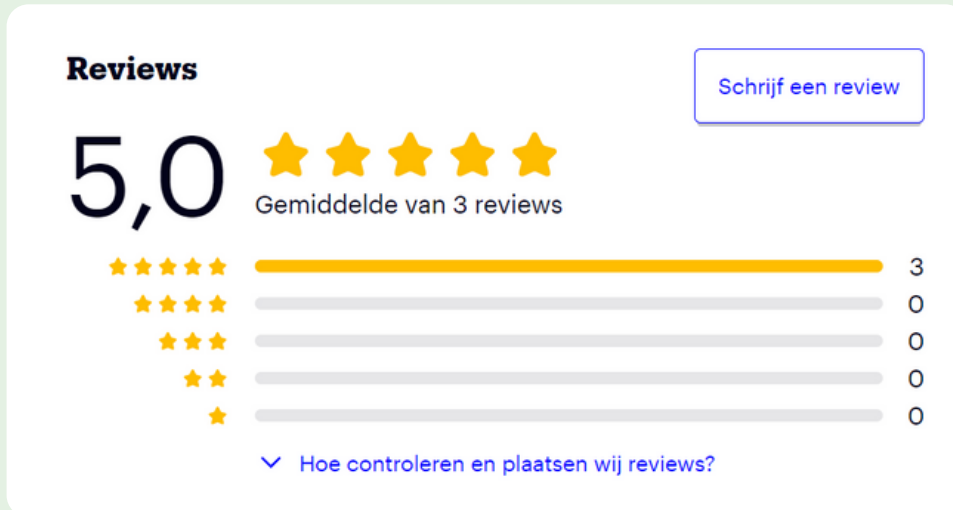 Reviews
Schrijf een review
5,0
Gemiddelde van 3 reviews
3
0
0
0
0
Hoe controleren en plaatsen wij reviews?